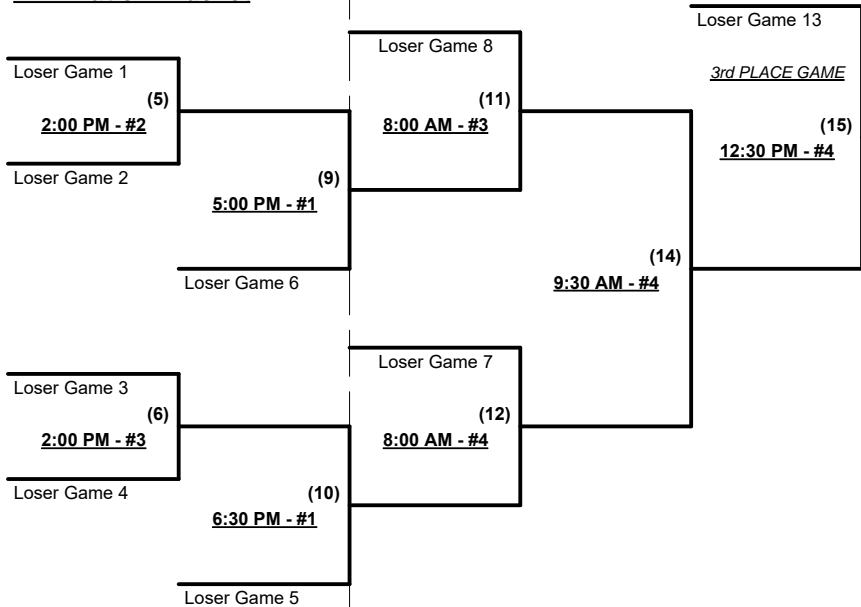 Loser Game 13
Loser Game 8
Loser Game 1
3rd PLACE GAME
(5)
(11)
2:00 PM - #2
8:00 AM - #3
(15)
12:30 PM - #4
Loser Game 2
(9)
5:00 PM - #1
(14)
Loser Game 6
9:30 AM - #4
Loser Game 7
Loser Game 3
(6)
(12)
2:00 PM - #3
8:00 AM - #4
Loser Game 4
(10)
6:30 PM - #1
Loser Game 5